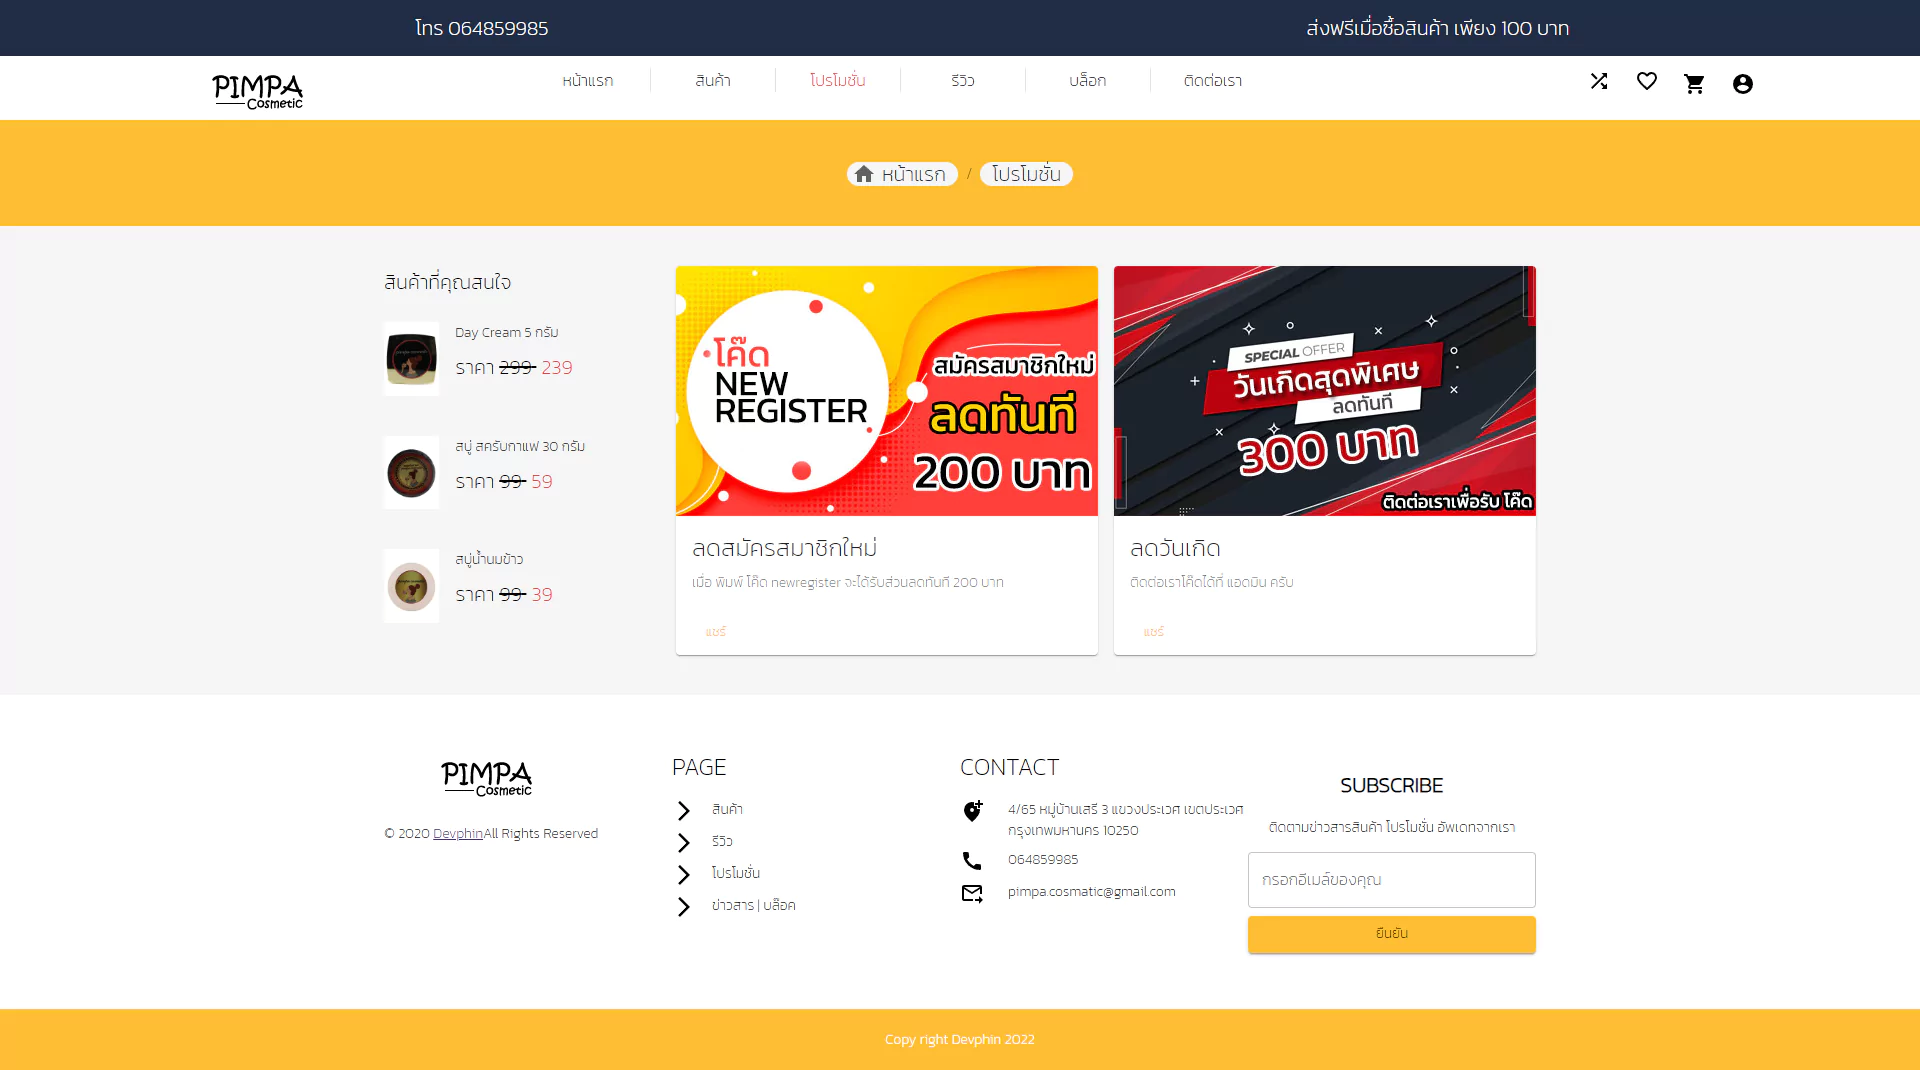 โทร 064859985
ส่งฟรีเมื่อซื้อสินค้า เพียง 100 บาท
PIMPA
Cosmetic
หน้าแรก
สินค้า
โปรโมชั่น
รีวิว
บล็อก
ติดต่อเรา
หน้าแรก / โปรโมชั่น
สินค้าที่คุณสนใจ
Day Cream 5 กรัม
ราคา 299 239
สบู่ สครับกาแฟ 30 กรัม
ราคา 99 59
สบู่น้ำนมข้าว
ราคา 99 39
โค๊ด
NEW
REGISTER
สมัครสมาชิกใหม่
ลดทันที
200 บาท
ลดสมัครสมาชิกใหม่
เมื่อ พิมพ์ โค๊ด newregister จะได้รับส่วนลดทันที 200 บาท
แชร์
SPECIAL OFFER
วันเกิดสุดพิเศษ
ลดทันที
300 บาท
ติดต่อเราเพื่อรับ โค๊ด
ลดวันเกิด
ติดต่อเราโค๊ดได้ที่ แอดมิน ครับ
แชร์
PIMPA
Cosmetic
© 2020 DevphinAll Rights Reserved
PAGE
สินค้า
รีวิว
โปรโมชั่น
ข่าวสาร | บล๊อค
CONTACT
4/65 หมู่บ้านเสรี 3 แขวงประเวศ เขตประเวศ
กรุงเทพมหานคร 10250
064859985
pimpa.cosmatic@gmail.com
SUBSCRIBE
ติดตามข่าวสารสินค้า โปรโมชั่น อัพเดทจากเรา
กรอกอีเมล์ของคุณ
ยืนยัน
Copy right Devphin 2022